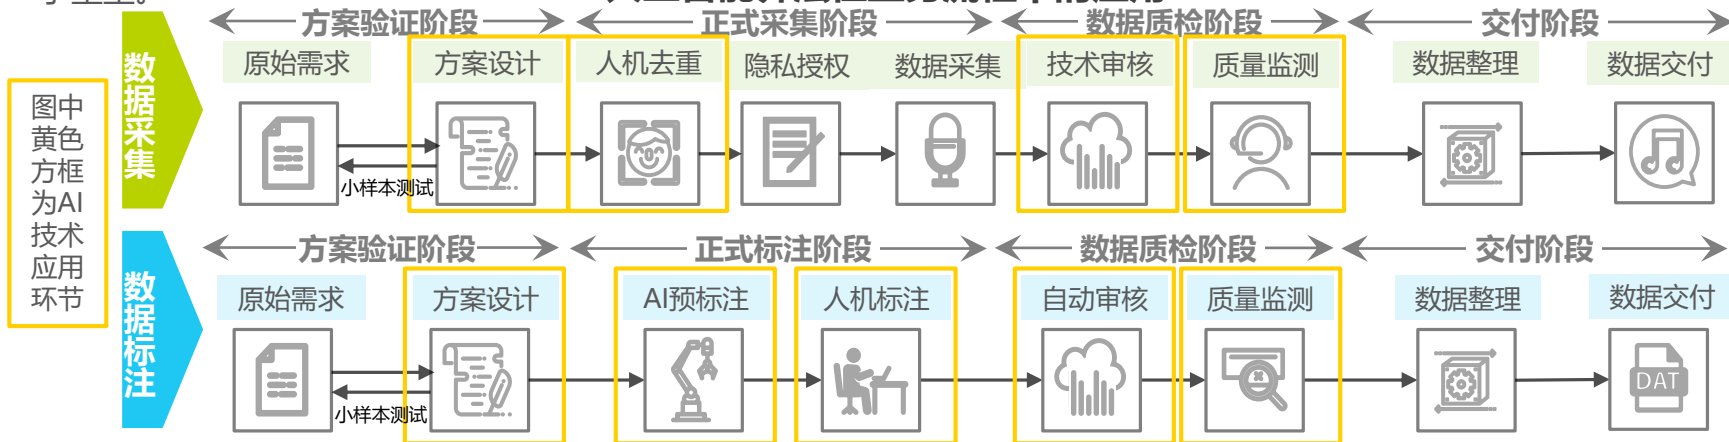 方案验证阶段 正式采集阶段 数据质检阶段 交付阶段
数据采集
原始需求 方案设计 人机去重 隐私授权 数据采集 技术审核 质量监测 数据整理 数据交付
小样本测试
图中
黄色
方框
为AI
技术
应用
环节
方案验证阶段 正式标注阶段 数据质检阶段 交付阶段
数据标注
原始需求 方案设计 AI预标注 人机标注 自动审核 质量监测 数据整理 数据交付
小样本测试
DAT